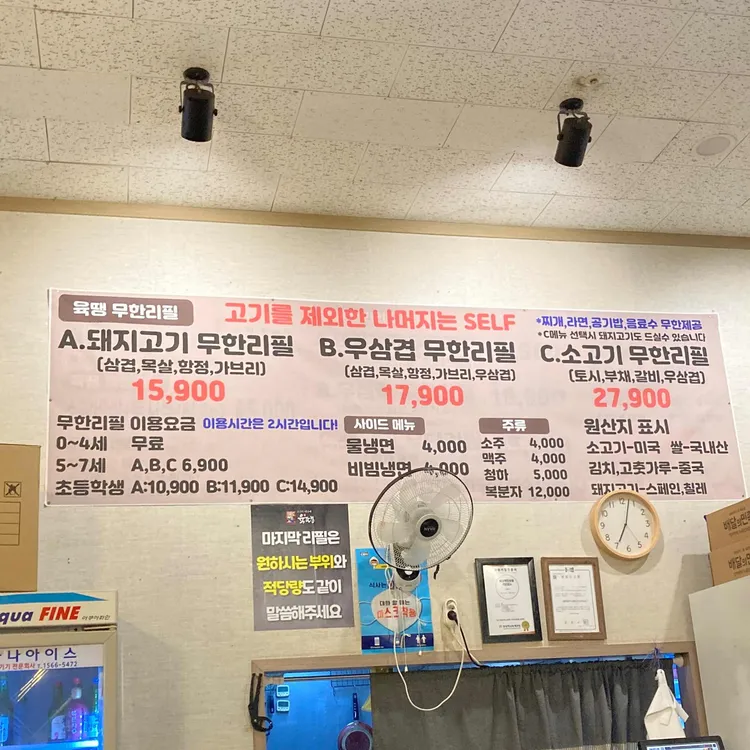 육땡 무한리필
고기를 제외한 나머지는 SELF
*찌개,라면,공기밥,음료수 무한제공
*C메뉴 선택시 돼지고기도 드실수 있습니다
A.돼지고기 무한리필
(삼겹,목살,항정,가브리)
15,900
B.우삼겹 무한리필
(삼겹,목살,항정,가브리,우삼겹)
17,900
C.소고기 무한리필
(토시,부채,갈비,우삼겹)
27,900
무한리필 이용요금 이용시간은 2시간입니다!
0~4세 무료
5~7세 A,B,C 6,900
초등학생 A:10,900 B:11,900 C:14,900
사이드 메뉴
물냉면 4,000
비빔냉면 4,000
주류
소주 4,000
맥주 4,000
청하 5,000
복분자 12,000
원산지 표시
소고기-미국 쌀-국내산
김치,고춧가루-중국
돼지고기-스페인,칠레
마지막 리필은
원하시는 부위와
적당량도 같이
말씀해주세요
마스크착용
qua FINE
나아이스
1566-5472